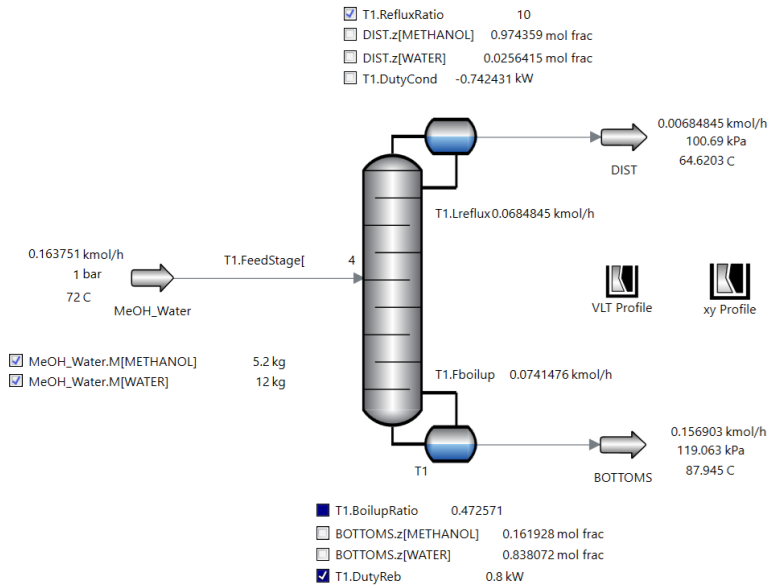 T1.RefluxRatio 10
DIST.z[METHANOL] 0.974359 mol frac
DIST.z[WATER] 0.0256415 mol frac
T1.DutyCond -0.742431 kW
0.00684845 kmol/h
100.69 kPa
64.6203 C
DIST
T1.Lreflux 0.0684845 kmol/h
0.163751 kmol/h
1 bar
72 C
MeOH_Water
T1.FeedStage[ 4
VLT Profile
xy Profile
MeOH_Water.M[METHANOL] 5.2 kg
MeOH_Water.M[WATER] 12 kg
T1.Fboilup 0.0741476 kmol/h
0.156903 kmol/h
119.063 kPa
87.945 C
BOTTOMS
T1
T1.BoilupRatio 0.472571
BOTTOMS.z[METHANOL] 0.161928 mol frac
BOTTOMS.z[WATER] 0.838072 mol frac
T1.DutyReb 0.8 kW